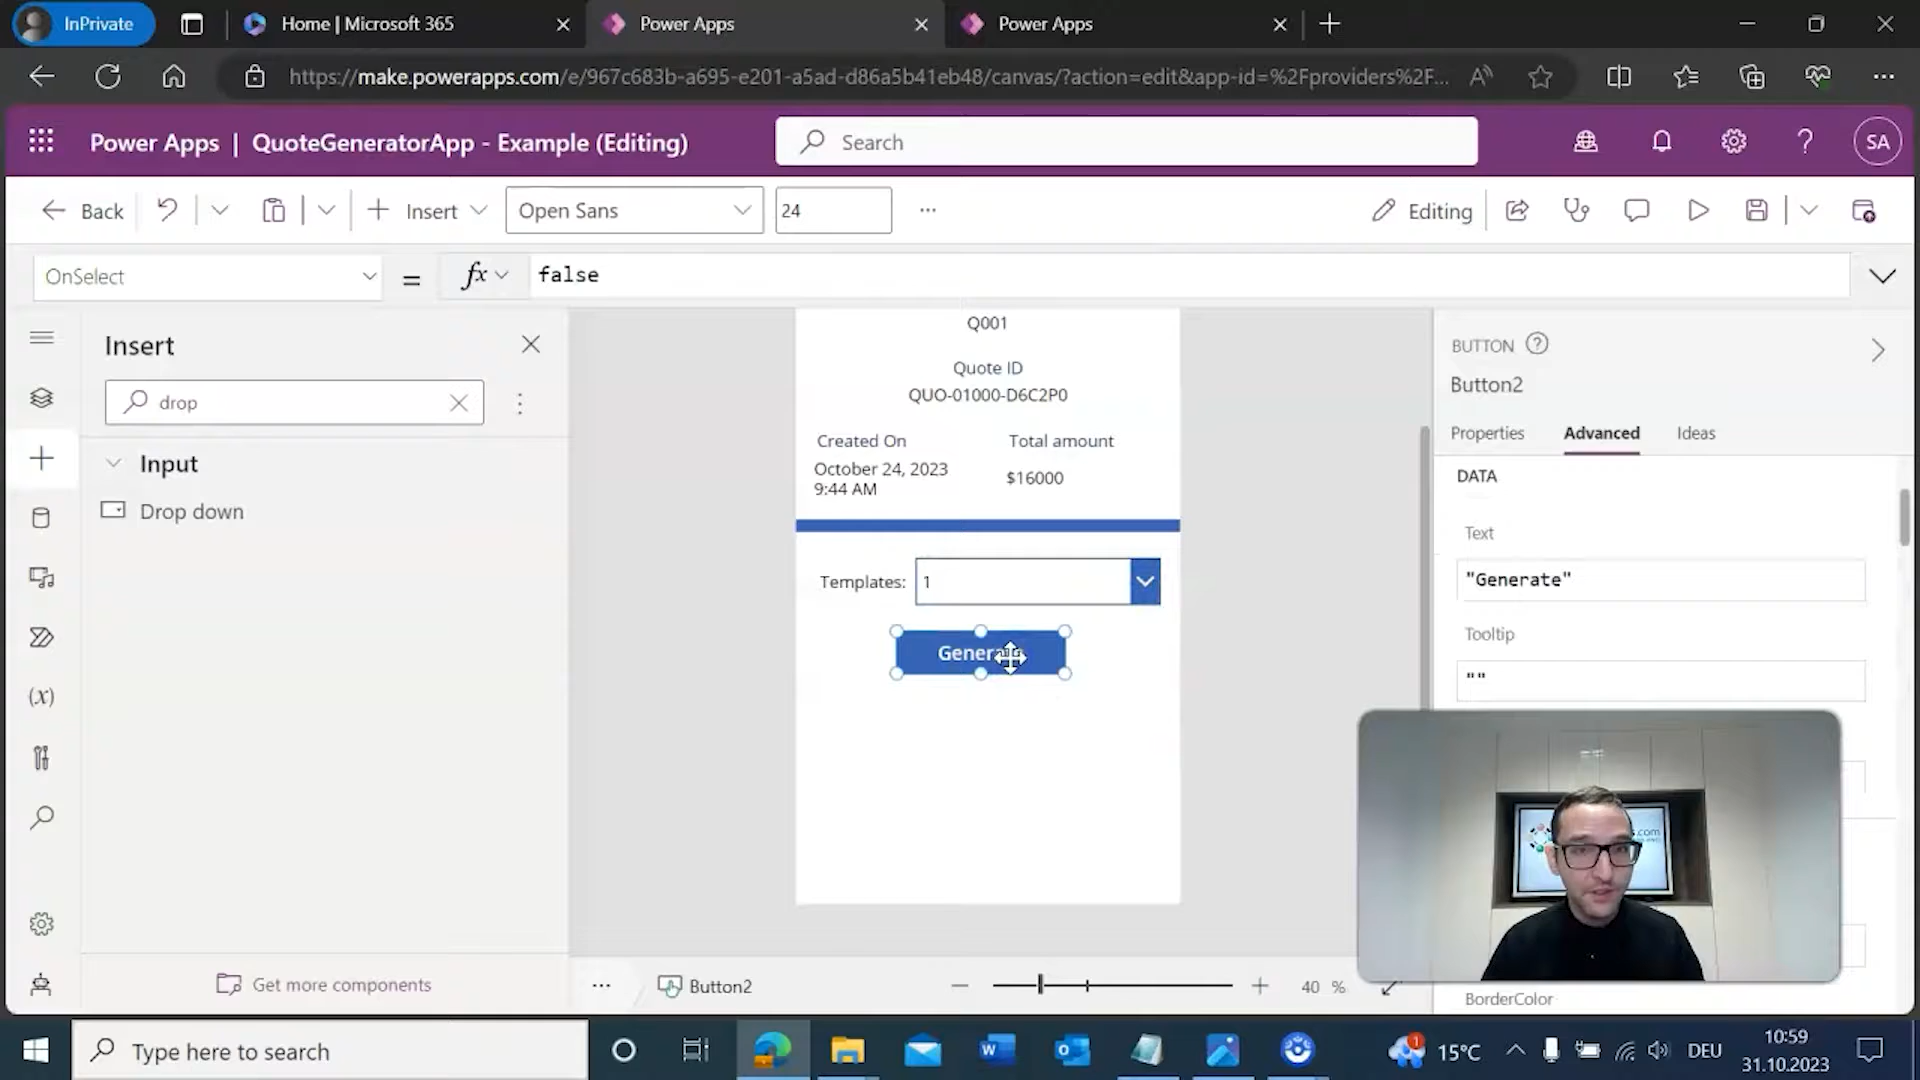 InPrivate
Home | Microsoft 365
Power Apps
Power Apps
https://make.powerapps.com/e/967c683b-a695-e201-a5ad-d86a5b41eb48/canvas/?action=edit&app-id=%2Fproviders%2F...
Power Apps | QuoteGeneratorApp - Example (Editing)
Search
SA
Back
Insert
Open Sans
24
Editing
OnSelect
=
fx
false
Insert
drop
Input
Drop down
Get more components
Q001
Quote ID
QUO-01000-D6C2P0
Created On
Total amount
October 24, 2023
9:44 AM
$16000
Templates:
1
Button2
40 %
BUTTON
Button2
Properties
Advanced
Ideas
DATA
Text
"Generate"
Tooltip
""
BorderColor
Type here to search
1
15°C
DEU
10:59
31.10.2023